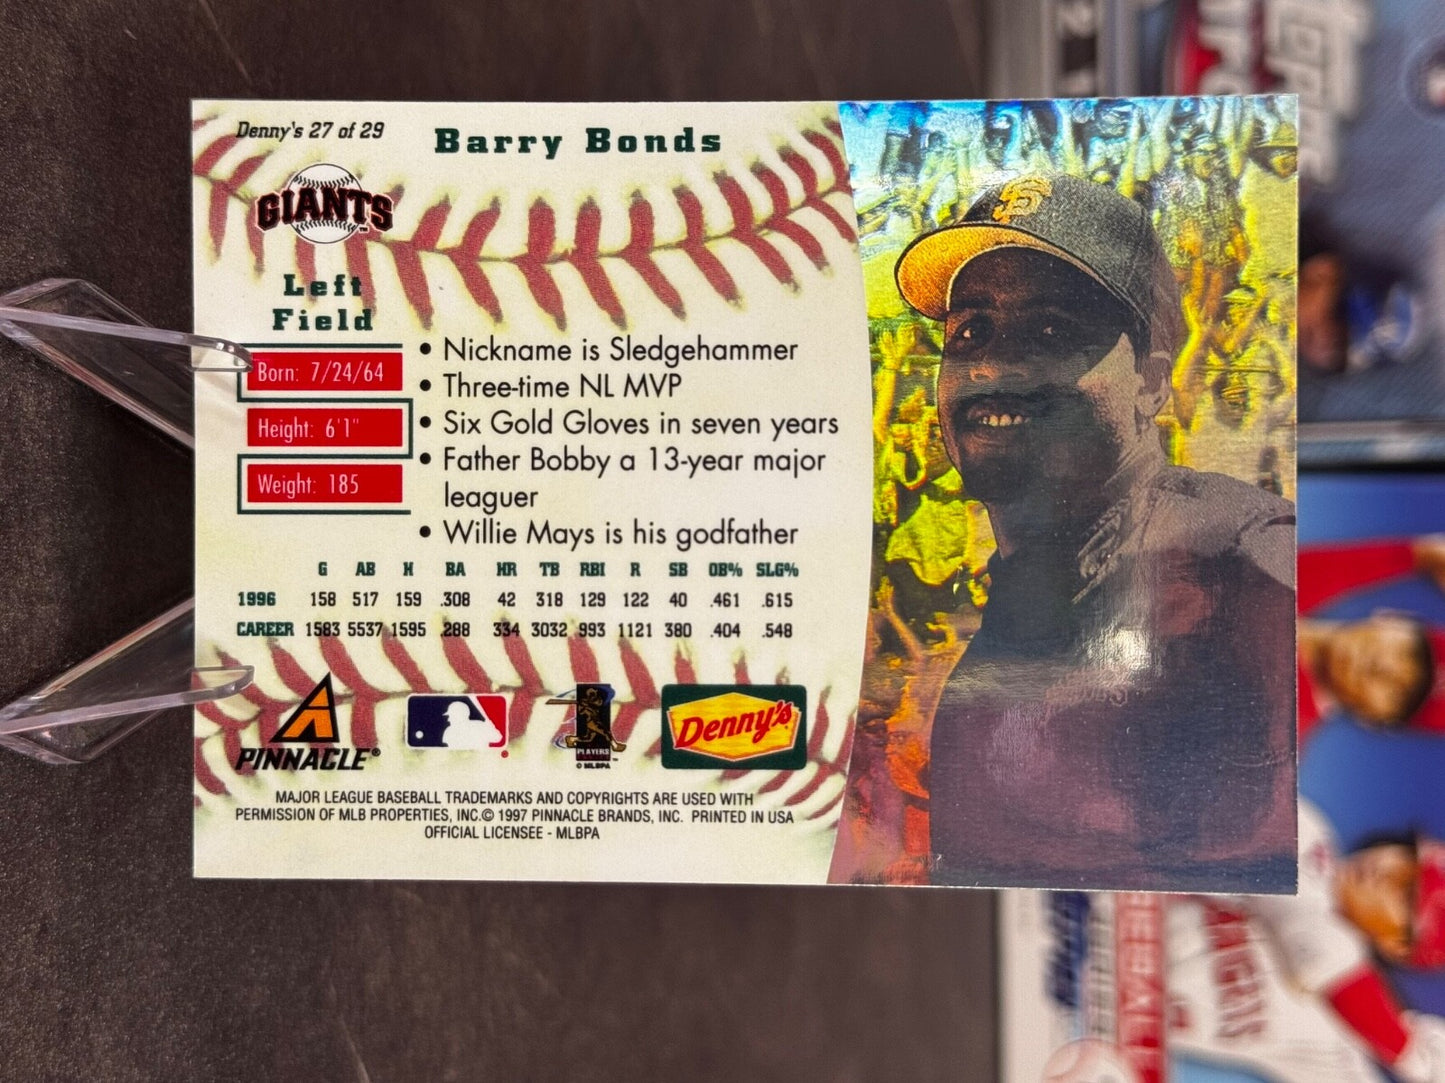 Denny's 27 of 29
Barry Bonds
GIANTS
Left
Field
Born: 7/24/64
Height: 6'1"
Weight: 185
• Nickname is Sledgehammer
• Three-time NL MVP
• Six Gold Gloves in seven years
• Father Bobby a 13-year major
leaguer
• Willie Mays is his godfather
G AB H BA HR TB RBI R SB OB% SLG%
1996 158 517 159 .308 42 318 129 122 40 .461 .615
CAREER 1583 5537 1595 .288 334 3032 993 1121 380 .404 .548
PINNACLE®
PLAYERS
© MLBPA
Denny's
MAJOR LEAGUE BASEBALL TRADEMARKS AND COPYRIGHTS ARE USED WITH
PERMISSION OF MLB PROPERTIES, INC.© 1997 PINNACLE BRANDS, INC. PRINTED IN USA
OFFICIAL LICENSEE - MLBPA
SF
Topps